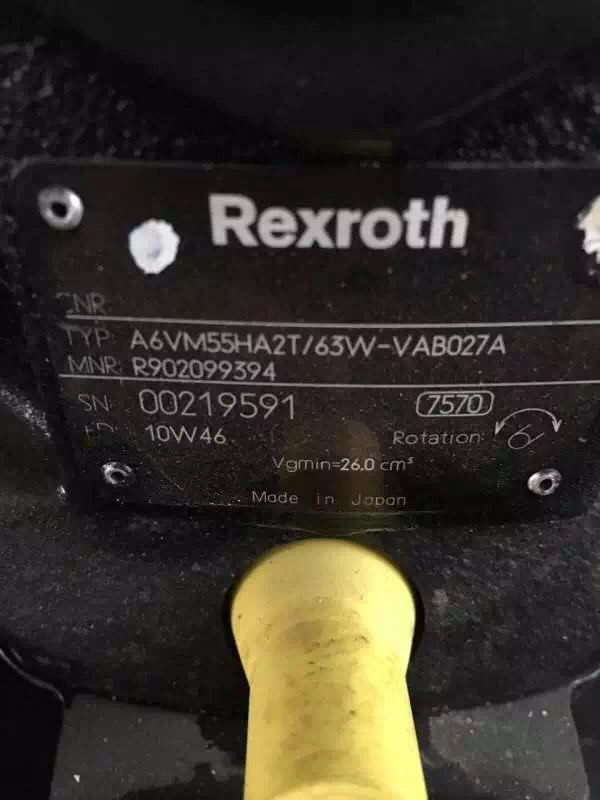 Rexroth
CNR
TYP: A6VM55HA2T/63W-VAB027A
MNR: R902099394
SN: 00219591 7570
FD: 10W46 Rotation:
Vgmin=26.0 cm³
Made in Japan